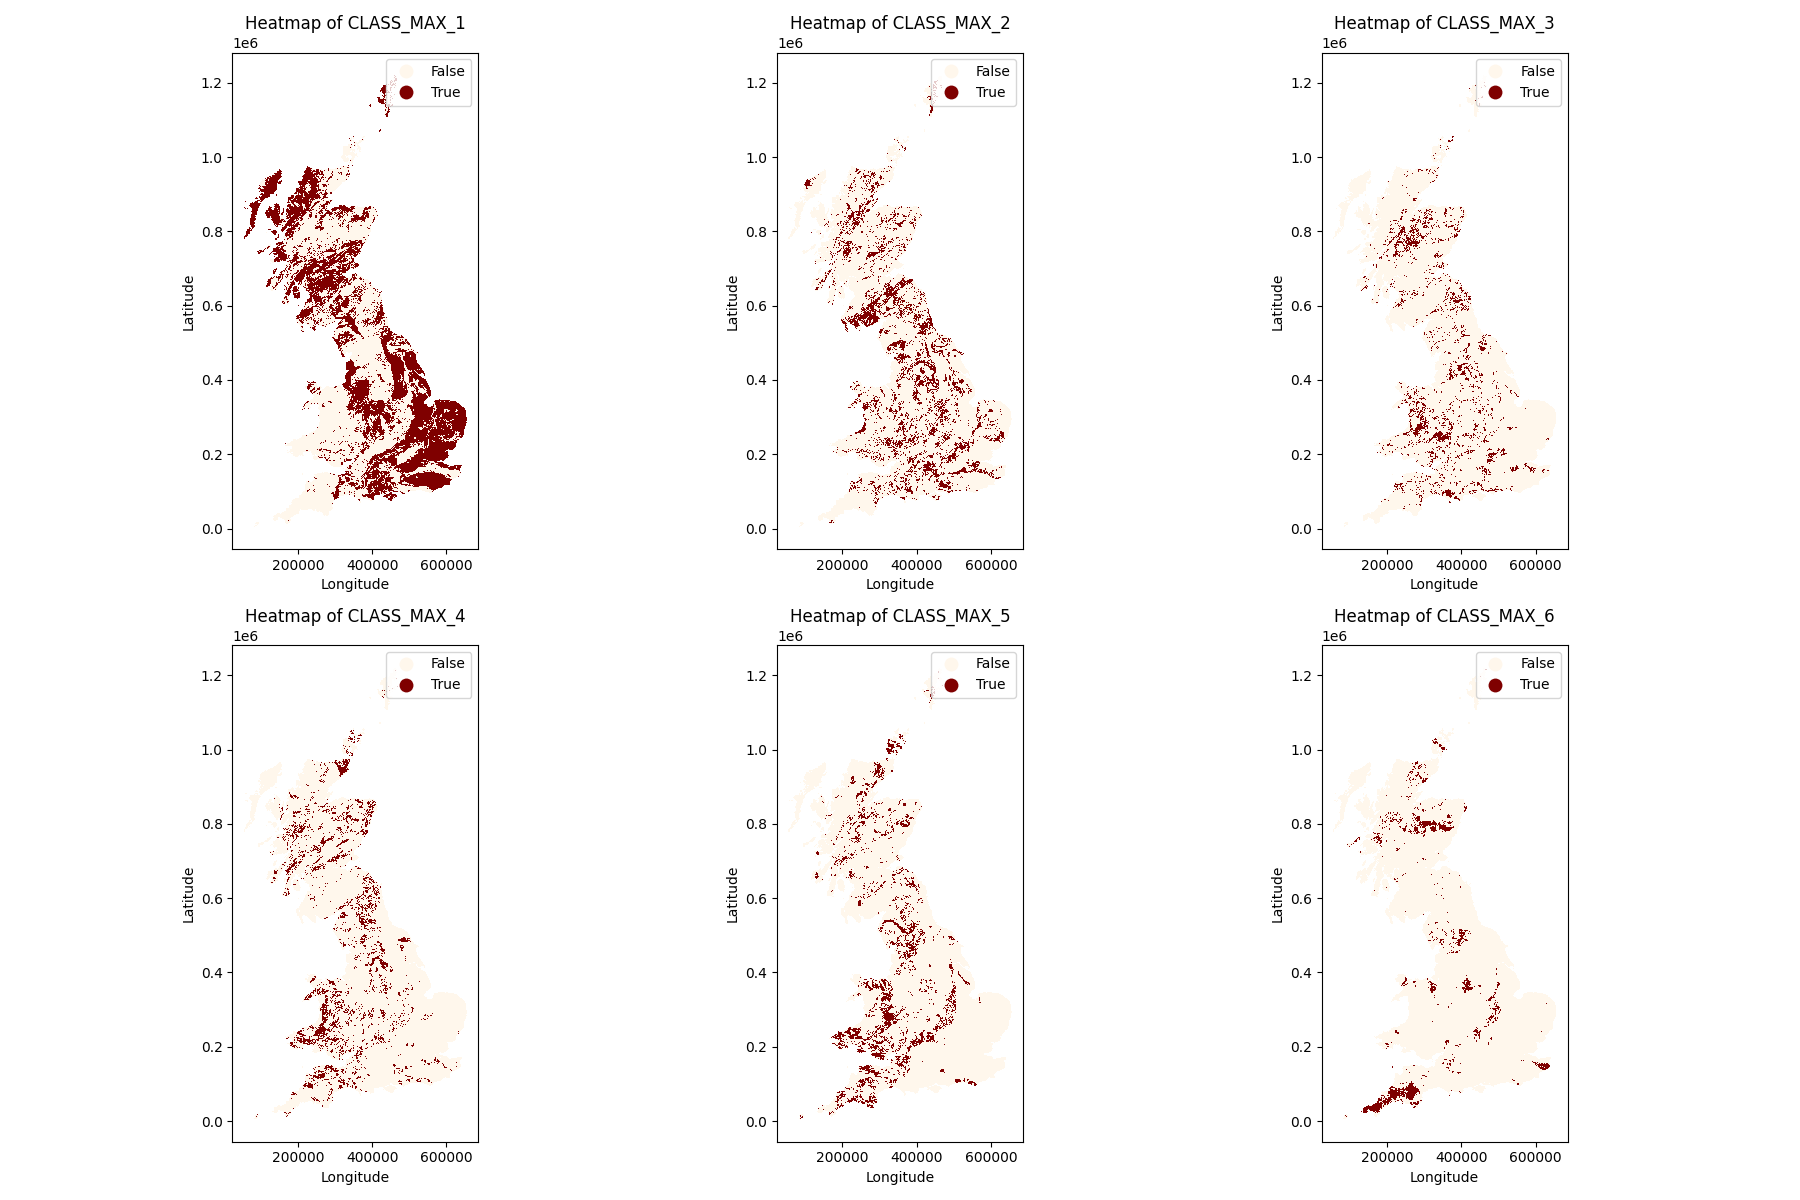 Heatmap of CLASS_MAX_1
1e6
False
True
1.2
1.0
0.8
0.6
0.4
0.2
0.0
Latitude
200000 400000 600000
Longitude
Heatmap of CLASS_MAX_2
1e6
False
True
1.2
1.0
0.8
0.6
0.4
0.2
0.0
Latitude
200000 400000 600000
Longitude
Heatmap of CLASS_MAX_3
1e6
False
True
1.2
1.0
0.8
0.6
0.4
0.2
0.0
Latitude
200000 400000 600000
Longitude
Heatmap of CLASS_MAX_4
1e6
False
True
1.2
1.0
0.8
0.6
0.4
0.2
0.0
Latitude
200000 400000 600000
Longitude
Heatmap of CLASS_MAX_5
1e6
False
True
1.2
1.0
0.8
0.6
0.4
0.2
0.0
Latitude
200000 400000 600000
Longitude
Heatmap of CLASS_MAX_6
1e6
False
True
1.2
1.0
0.8
0.6
0.4
0.2
0.0
Latitude
200000 400000 600000
Longitude